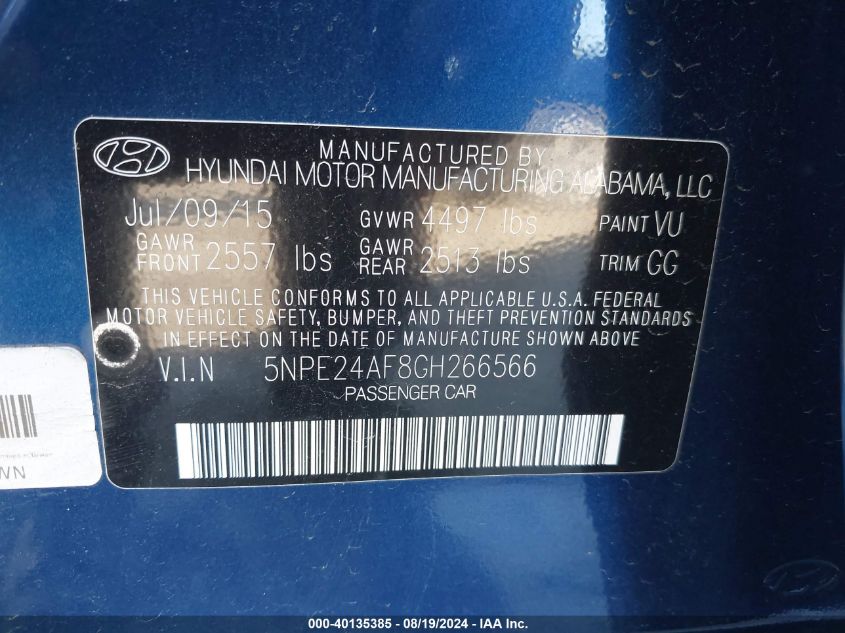 MANUFACTURED BY
HYUNDAI MOTOR MANUFACTURING ALABAMA, LLC
Jul/09/15 GVWR 4497 lbs PAINT VU
GAWR FRONT 2557 lbs GAWR REAR 2513 lbs TRIM GG
THIS VEHICLE CONFORMS TO ALL APPLICABLE U.S.A. FEDERAL
MOTOR VEHICLE SAFETY, BUMPER, AND THEFT PREVENTION STANDARDS
IN EFFECT ON THE DATE OF MANUFACTURE SHOWN ABOVE
V.I.N 5NPE24AF8GH266566
PASSENGER CAR
WN
000-40135385 - 08/19/2024 - IAA Inc.